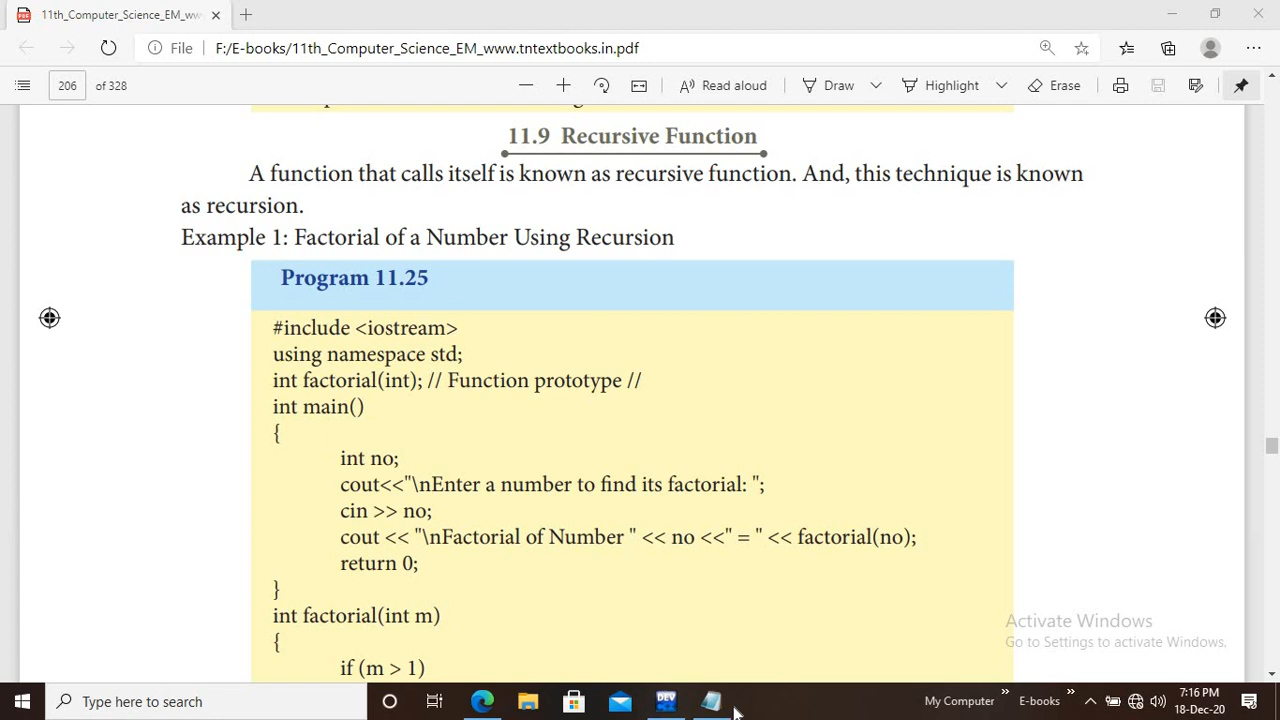 11th_Computer_Science_EM_ww
File
F:/E-books/11th_Computer_Science_EM_www.tntextbooks.in.pdf
206 of 328
Read aloud
Draw
Highlight
Erase
11.9 Recursive Function
A function that calls itself is known as recursive function. And, this technique is known
as recursion.
Example 1: Factorial of a Number Using Recursion
Program 11.25
#include <iostream>
using namespace std;
int factorial(int); // Function prototype //
int main()
{
int no;
cout<<"\nEnter a number to find its factorial: ";
cin >> no;
cout << "\nFactorial of Number " << no <<" = " << factorial(no);
return 0;
}
int factorial(int m)
{
if (m > 1)
Activate Windows
Go to Settings to activate Windows.
Type here to search
DEV
My Computer
E-books
7:16 PM
18-Dec-20